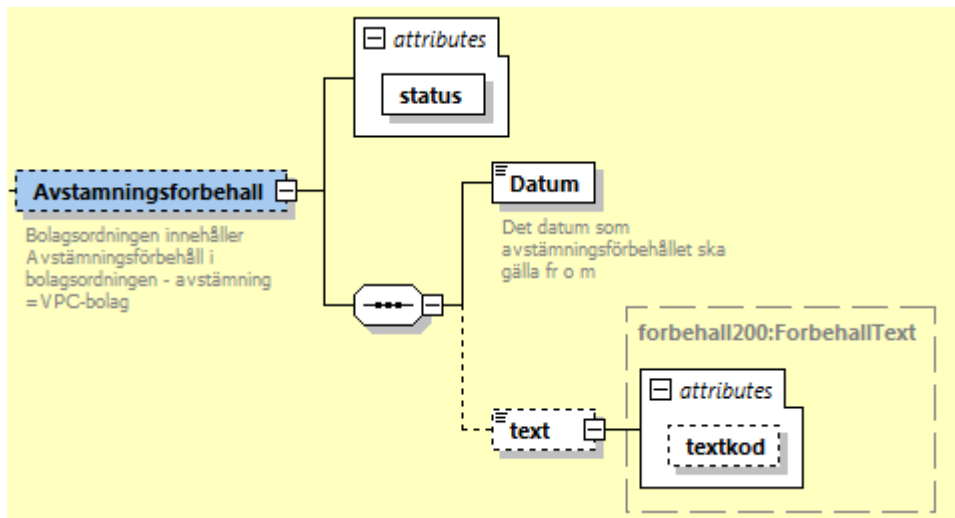 attributes
status
Avstamningsforbehall
Bolagsordningen innehåller
Avstämningsförbehåll i
bolagsordningen - avstämning
=VPC-bolag
Datum
Det datum som
avstämningsförbehållet ska
gälla fr o m
forbehall200:ForbehallText
attributes
textkod
text